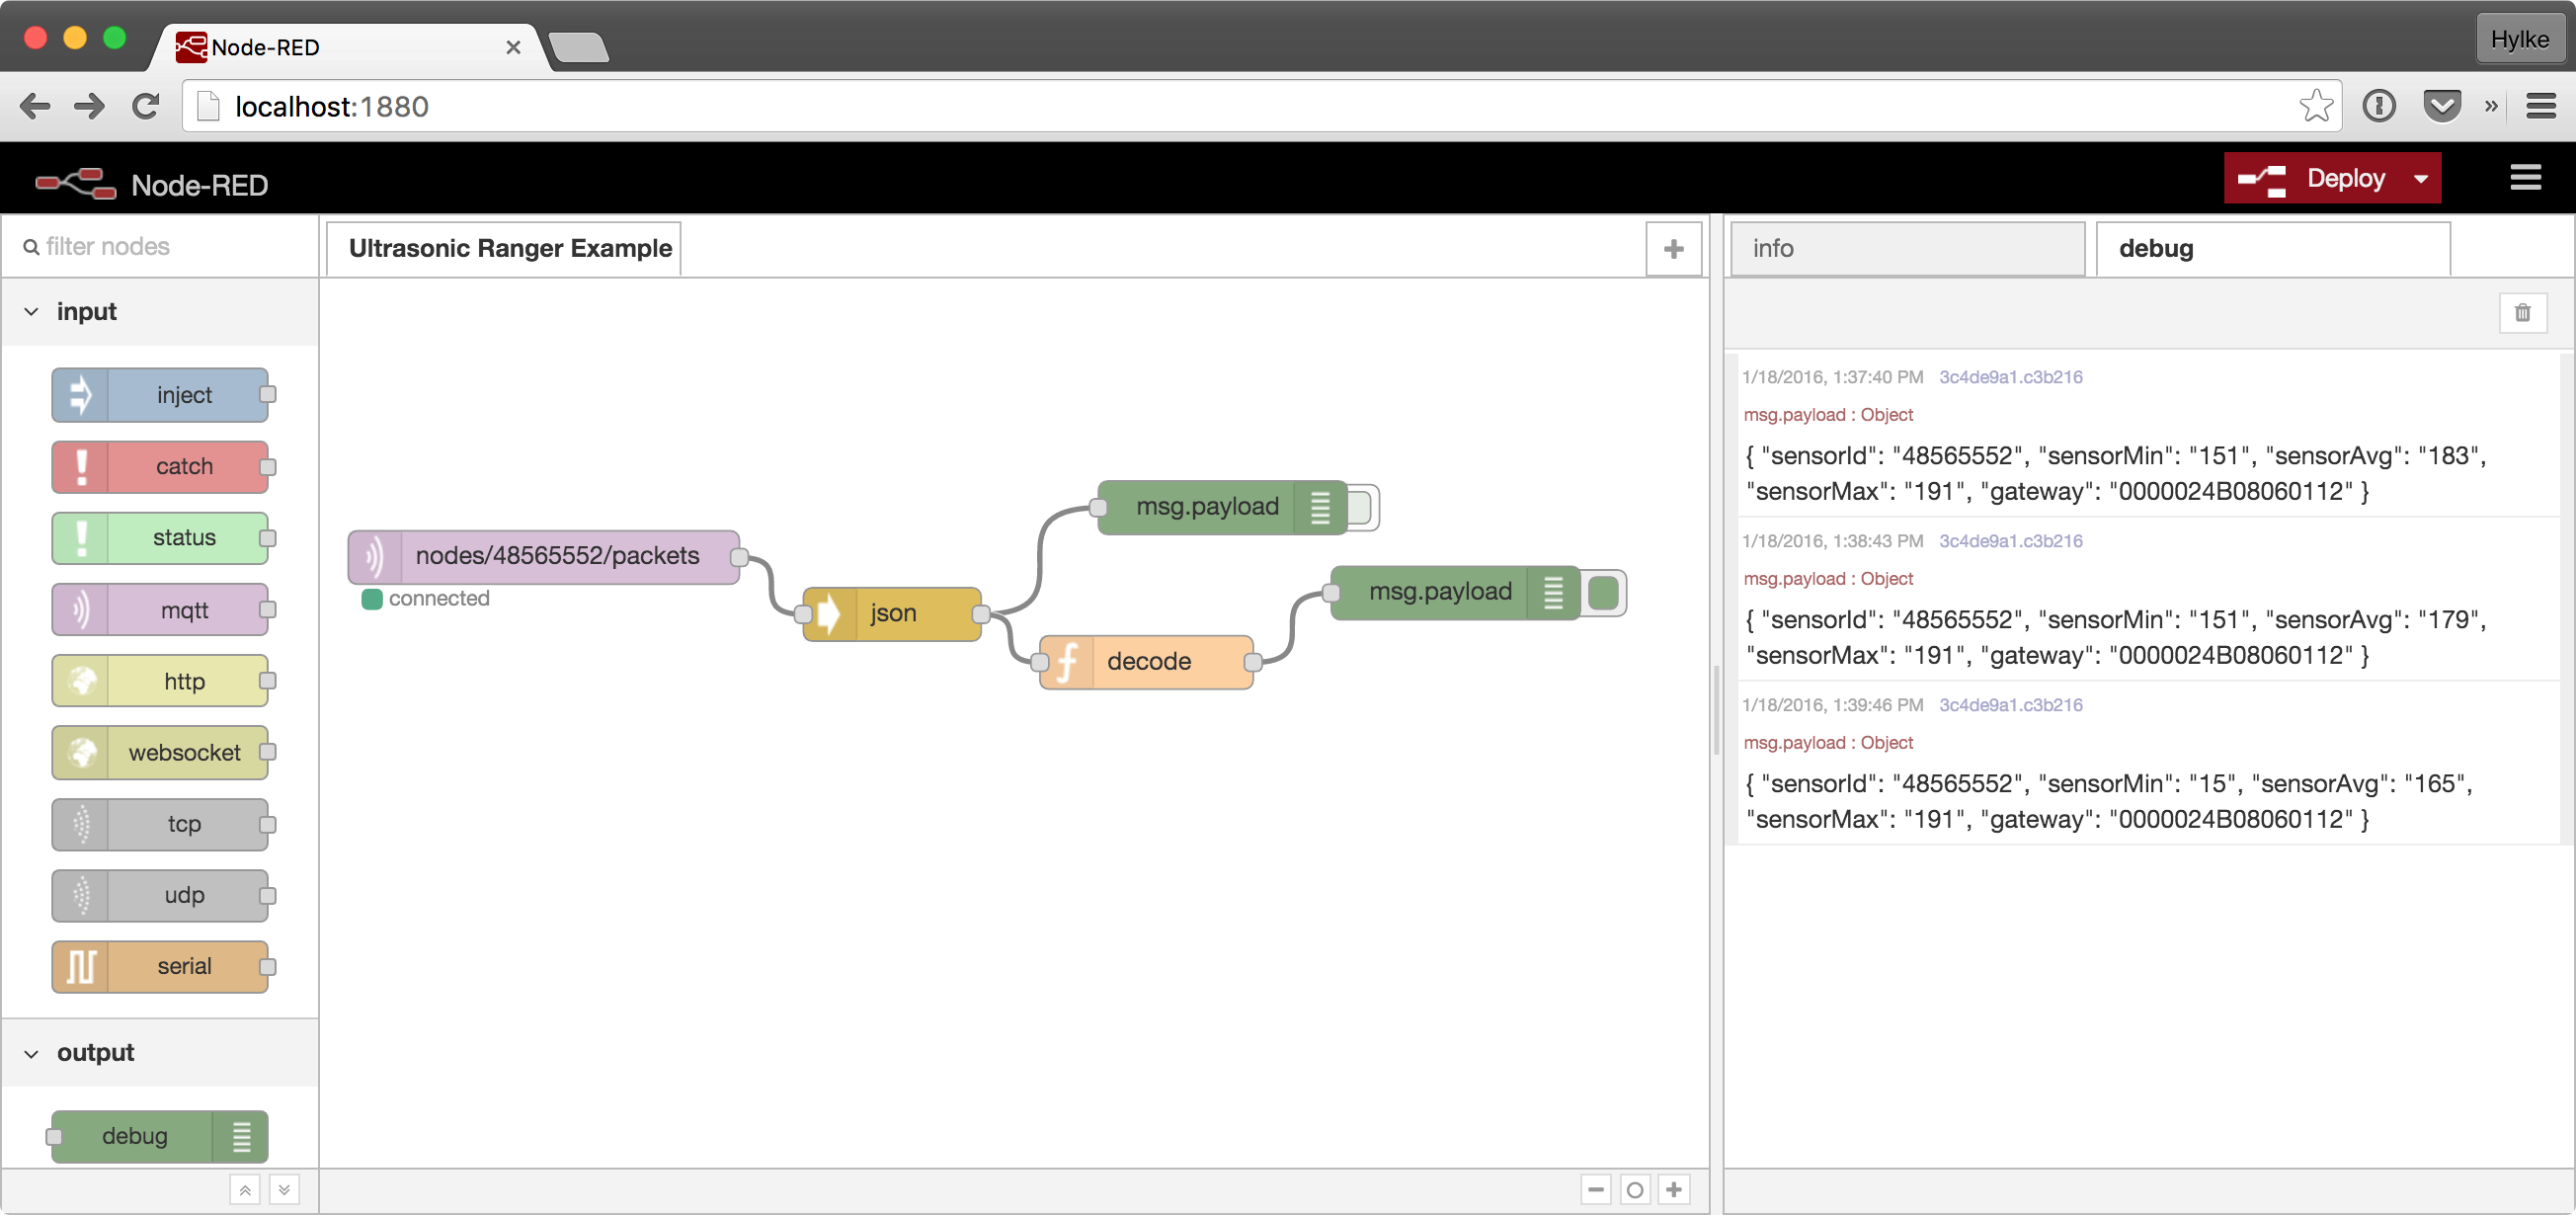 Node-RED
Hylke
localhost:1880
Node-RED
Deploy
filter nodes
input
inject
catch
status
mqtt
http
websocket
tcp
udp
serial
output
debug
Ultrasonic Ranger Example
nodes/48565552/packets
connected
json
msg.payload
decode
msg.payload
info
debug
1/18/2016, 1:37:40 PM 3c4de9a1.c3b216
msg.payload : Object
{ "sensorId": "48565552", "sensorMin": "151", "sensorAvg": "183",
"sensorMax": "191", "gateway": "0000024B08060112" }
1/18/2016, 1:38:43 PM 3c4de9a1.c3b216
msg.payload : Object
{ "sensorId": "48565552", "sensorMin": "151", "sensorAvg": "179",
"sensorMax": "191", "gateway": "0000024B08060112" }
1/18/2016, 1:39:46 PM 3c4de9a1.c3b216
msg.payload : Object
{ "sensorId": "48565552", "sensorMin": "15", "sensorAvg": "165",
"sensorMax": "191", "gateway": "0000024B08060112" }